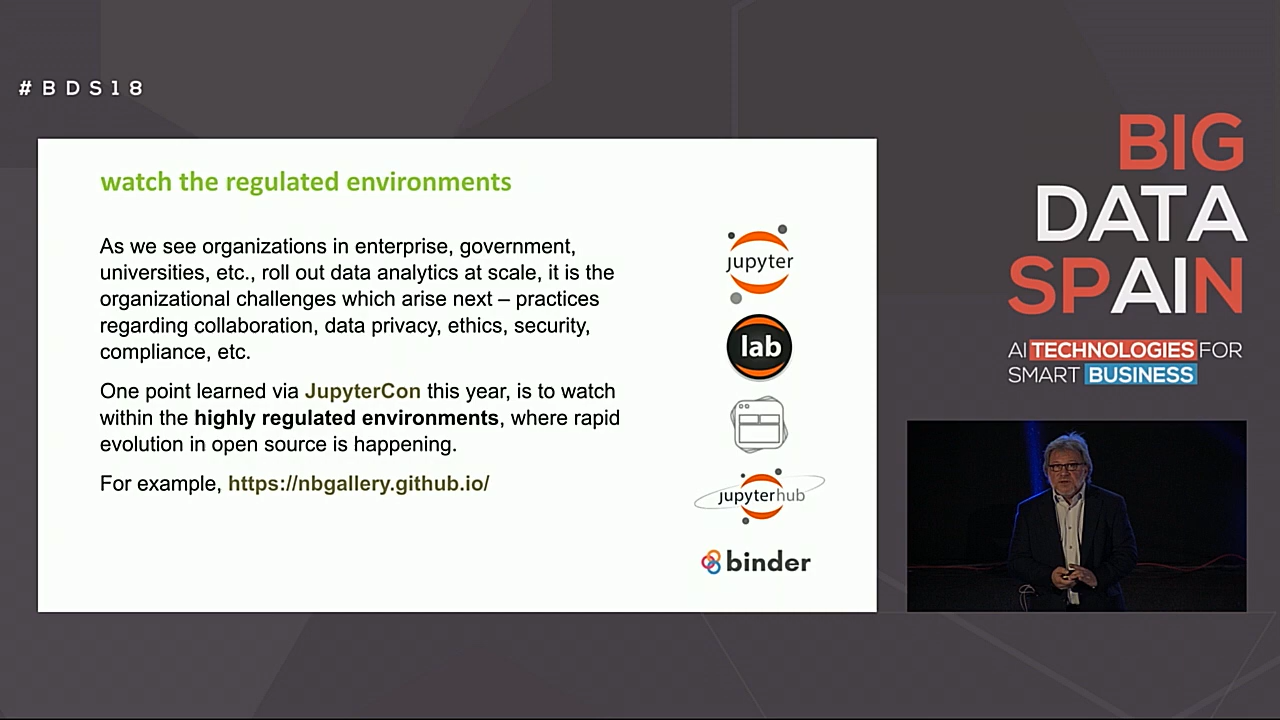 #BDS18
watch the regulated environments
As we see organizations in enterprise, government,
universities, etc., roll out data analytics at scale, it is the
organizational challenges which arise next – practices
regarding collaboration, data privacy, ethics, security,
compliance, etc.
One point learned via JupyterCon this year, is to watch
within the highly regulated environments, where rapid
evolution in open source is happening.
For example, https://nbgallery.github.io/
jupyter
lab
jupyterhub
binder
BIG
DATA
SPAIN
AI TECHNOLOGIES FOR
SMART BUSINESS